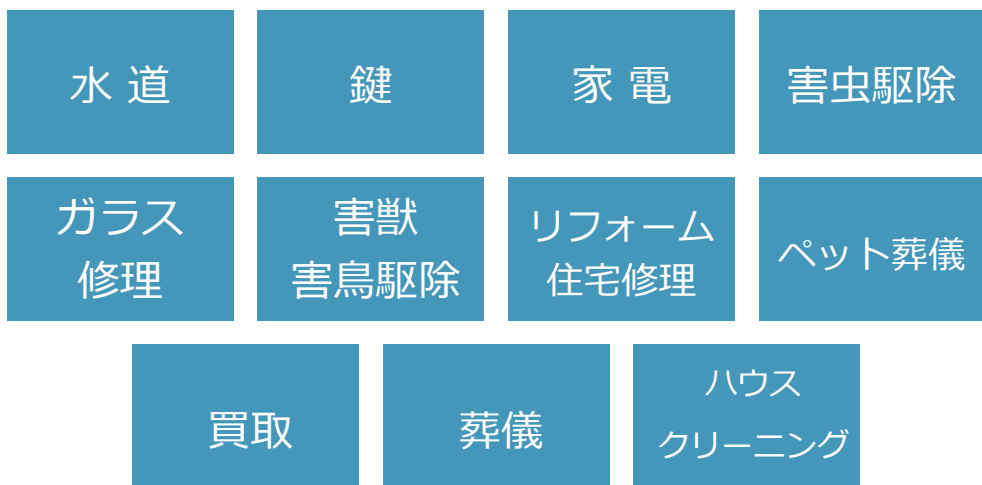 水 道
鍵
家 電
害虫駆除
ガラス
修理
害獣
害鳥駆除
リフォーム
住宅修理
ペット葬儀
買取
葬儀
ハウス
クリーニング